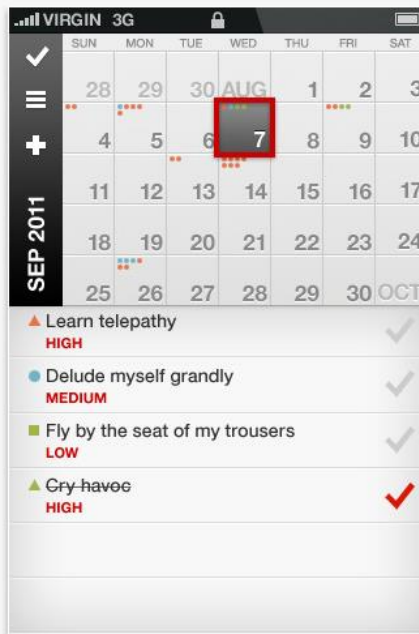 VIRGIN 3G
SUN MON TUE WED THU FRI SAT
28 29 30 AUG 1 2 3
4 5 6 7 8 9 10
11 12 13 14 15 16 17
18 19 20 21 22 23 24
25 26 27 28 29 30 OCT
SEP 2011
Learn telepathy
HIGH
Delude myself grandly
MEDIUM
Fly by the seat of my trousers
LOW
Cry havoc
HIGH